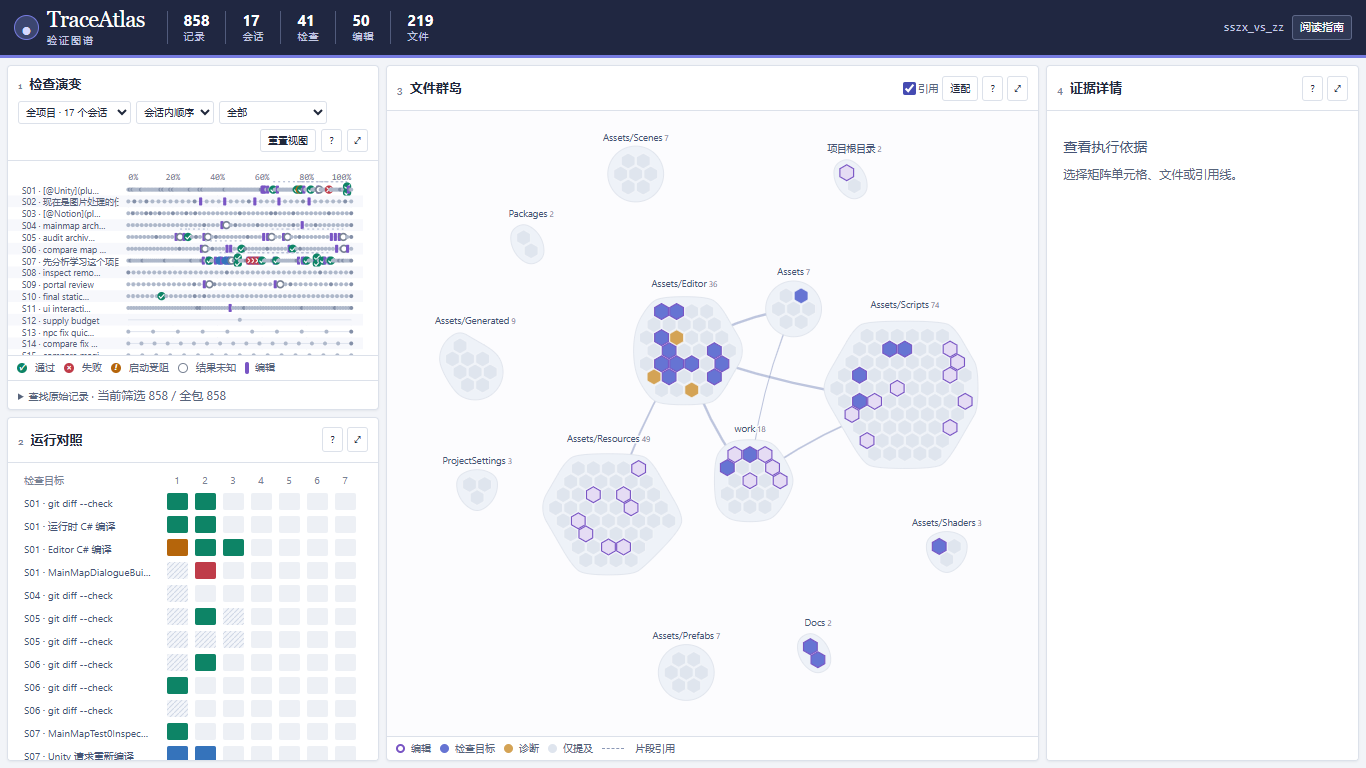 TraceAtlas
验证图谱
858 记录
17 会话
41 检查
50 编辑
219 文件
sszx_vs_zz
阅读指南
1 检查演变
全项目 · 17 个会话
会话内顺序
全部
重置视图
?
0% 20% 40% 60% 80% 100%
S01 · [@Unity](plu...
S02 · 现在是图片处理的
S03 · [@Notion](pl...
S04 · mainmap arch...
S05 · audit archiv...
S06 · compare map ...
S07 · 先分析学习这个项目
S08 · inspect remo...
S09 · portal review
S10 · final static...
S11 · ui interacti...
S12 · supply budget
S13 · npc fix quic...
S14 · compare fix ...
通过 失败 启动受阻 结果未知 编辑
查找原始记录 · 当前筛选 858 / 全包 858
2 运行对照
?
检查目标 1 2 3 4 5 6 7
S01 · git diff --check
S01 · 运行时 C# 编译
S01 · Editor C# 编译
S01 · MainMapDialogueBui...
S04 · git diff --check
S05 · git diff --check
S05 · git diff --check
S06 · git diff --check
S06 · git diff --check
S06 · git diff --check
S07 · MainMapTest0Inspec...
S07 · Unity 请求重新编译
3 文件群岛
引用
适配
?
Assets/Scenes 7
项目根目录 2
Packages 2
Assets 7
Assets/Editor 36
Assets/Scripts 74
Assets/Generated 9
work 18
Assets/Resources 49
ProjectSettings 3
Assets/Shaders 3
Docs 2
Assets/Prefabs 7
编辑 检查目标 诊断 仅提及 片段引用
4 证据详情
?
查看执行依据
选择矩阵单元格、文件或引用线。